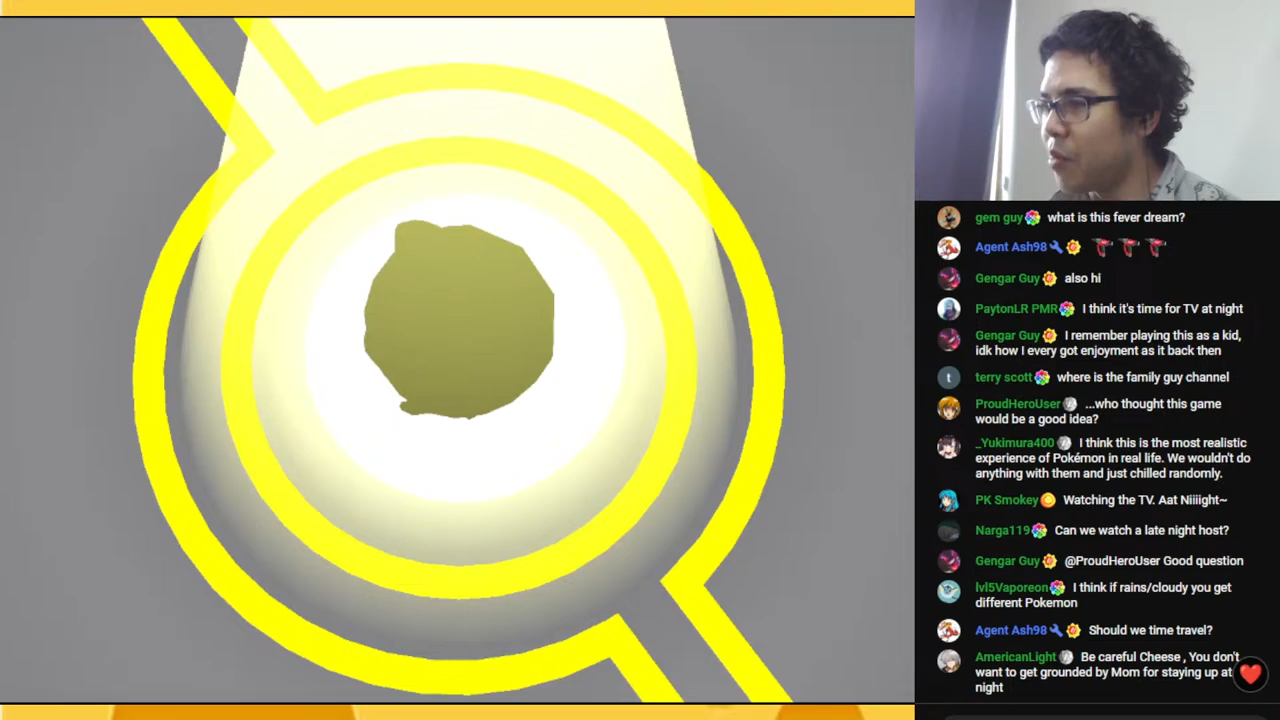 gem guy what is this fever dream?
Agent Ash98
Gengar Guy also hi
PaytonLR PMR I think it's time for TV at night
Gengar Guy I remember playing this as a kid,
idk how I every got enjoyment as it back then
t terry scott where is the family guy channel
ProudHeroUser ...who thought this game
would be a good idea?
_Yukimura400 I think this is the most realistic
experience of Pokémon in real life. We wouldn't do
anything with them and just chilled randomly.
PK Smokey Watching the TV. Aat Niiiight~
Narga119 Can we watch a late night host?
Gengar Guy @ProudHeroUser Good question
lvl5Vaporeon I think if rains/cloudy you get
different Pokemon
Agent Ash98 Should we time travel?
AmericanLight Be careful Cheese , You don't
want to get grounded by Mom for staying up at
night